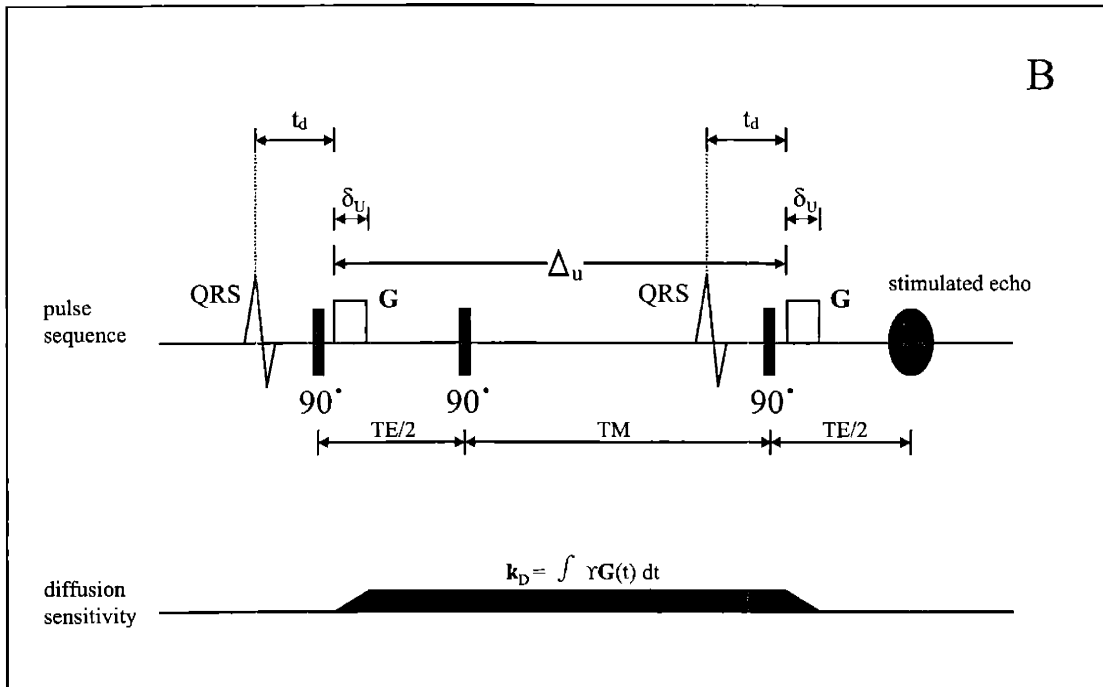 B
t_d t_d
δ_U δ_U
Δ_u
QRS G QRS G stimulated echo
pulse
sequence
90° 90° 90°
TE/2 TM TE/2
k_D = ∫ ϒG(t) dt
diffusion
sensitivity